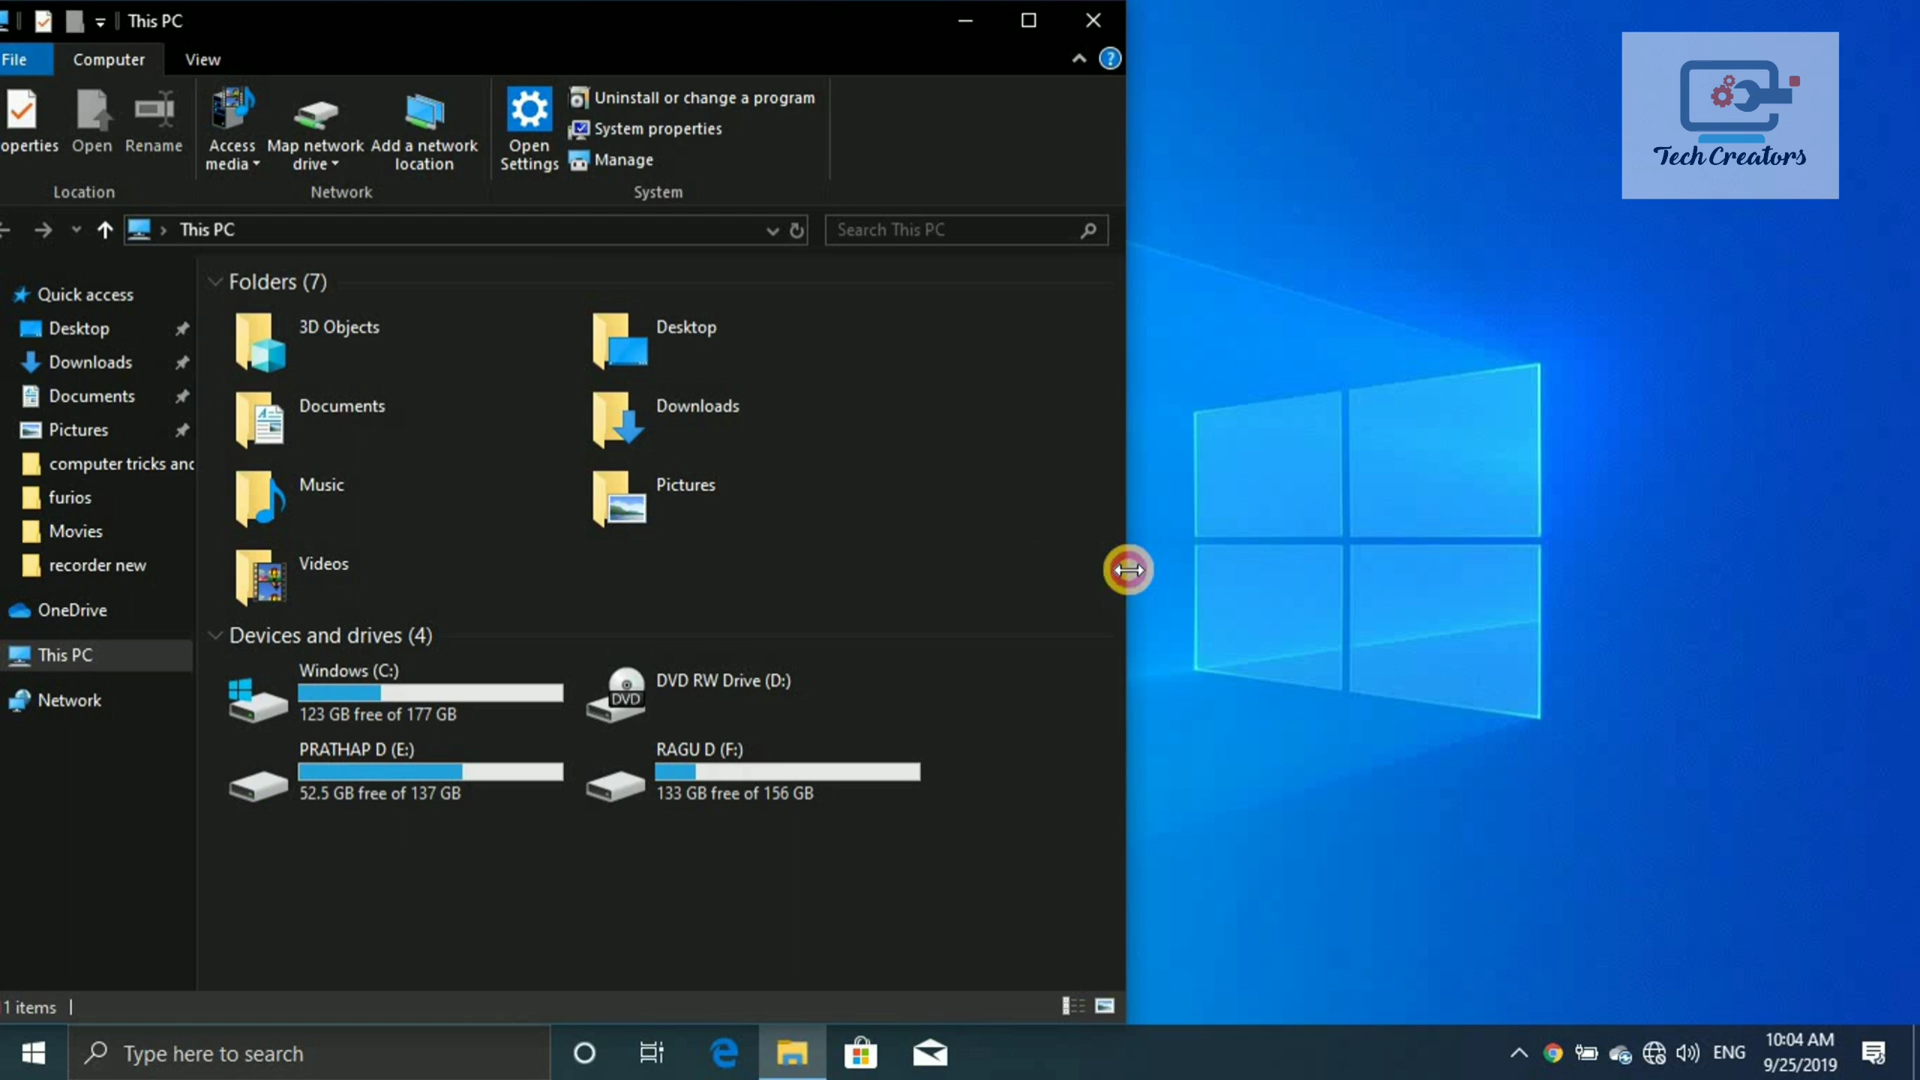 This PC
File
Computer
View
operties
Open
Rename
Access media
Map network drive
Add a network location
Open Settings
Uninstall or change a program
System properties
Manage
Location
Network
System
This PC
Search This PC
Quick access
Desktop
Downloads
Documents
Pictures
computer tricks anc
furios
Movies
recorder new
OneDrive
This PC
Network
Folders (7)
3D Objects
Desktop
Documents
Downloads
Music
Pictures
Videos
Devices and drives (4)
Windows (C:)
123 GB free of 177 GB
DVD
DVD RW Drive (D:)
PRATHAP D (E:)
52.5 GB free of 137 GB
RAGU D (F:)
133 GB free of 156 GB
1 items
Type here to search
ENG
10:04 AM
9/25/2019
Tech Creators